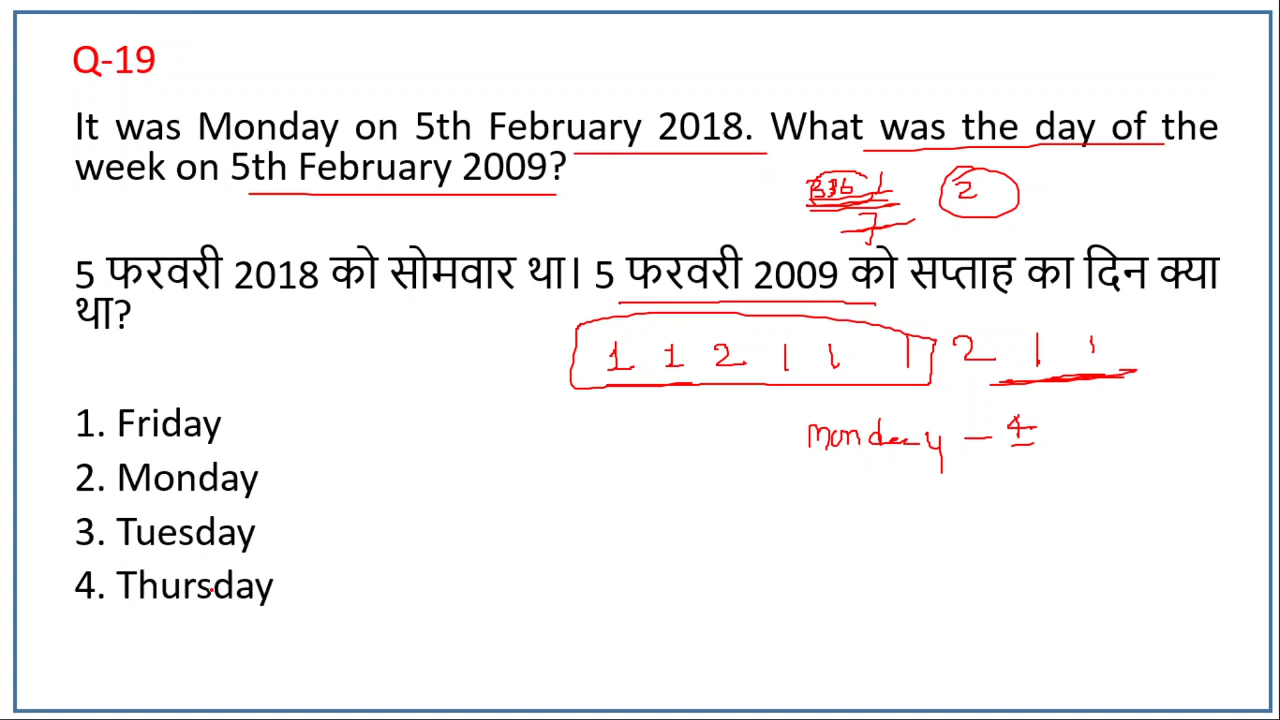 Q-19
It was Monday on 5th February 2018. What was the day of the
week on 5th February 2009?
2
7
5 फरवरी 2018 को सोमवार था। 5 फरवरी 2009 को सप्ताह का दिन क्या
था?
1 1 2 1 1 1 2 1 1
monday - 4
1. Friday
2. Monday
3. Tuesday
4. Thursday